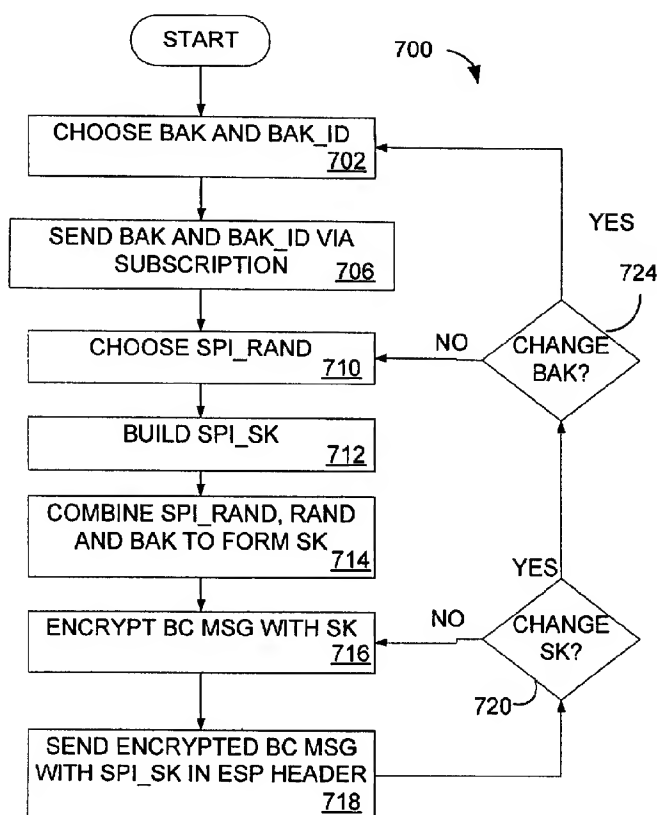 START
700
CHOOSE BAK AND BAK_ID
702
SEND BAK AND BAK_ID VIA
SUBSCRIPTION
706
YES
724
CHOOSE SPI_RAND
710
NO
CHANGE
BAK?
BUILD SPI_SK
712
COMBINE SPI_RAND, RAND
AND BAK TO FORM SK
714
YES
ENCRYPT BC MSG WITH SK
716
NO
CHANGE
SK?
720
SEND ENCRYPTED BC MSG
WITH SPI_SK IN ESP HEADER
718